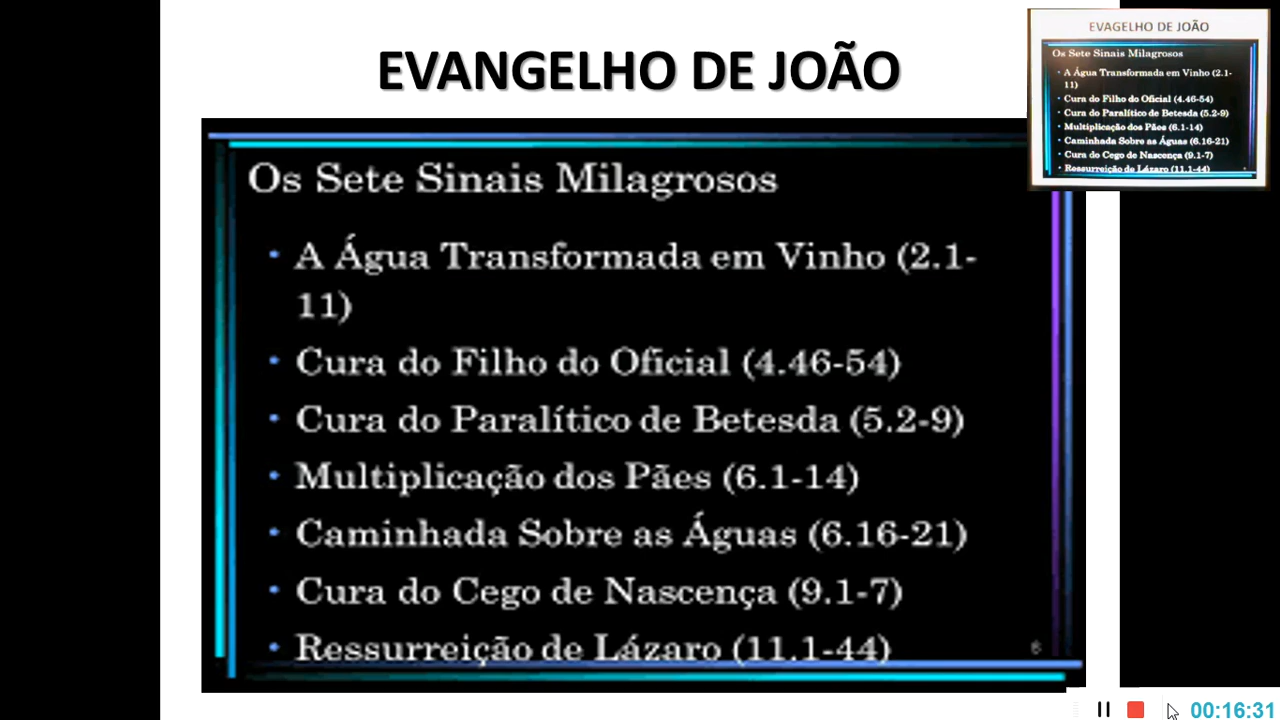 EVANGELHO DE JOÃO
Os Sete Sinais Milagrosos
• A Água Transformada em Vinho (2.1-
11)
• Cura do Filho do Oficial (4.46-54)
• Cura do Paralítico de Betesda (5.2-9)
• Multiplicação dos Pães (6.1-14)
• Caminhada Sobre as Águas (6.16-21)
• Cura do Cego de Nascença (9.1-7)
• Ressurreição de Lázaro (11.1-44)
6
EVAGELHO DE JOÃO
Os Sete Sinais Milagrosos
• A Água Transformada em Vinho (2.1-
11)
• Cura do Filho do Oficial (4.46-54)
• Cura do Paralítico de Betesda (5.2-9)
• Multiplicação dos Pães (6.1-14)
• Caminhada Sobre as Águas (6.16-21)
• Cura do Cego de Nascença (9.1-7)
• Ressurreição de Lázaro (11.1-44)
00:16:31